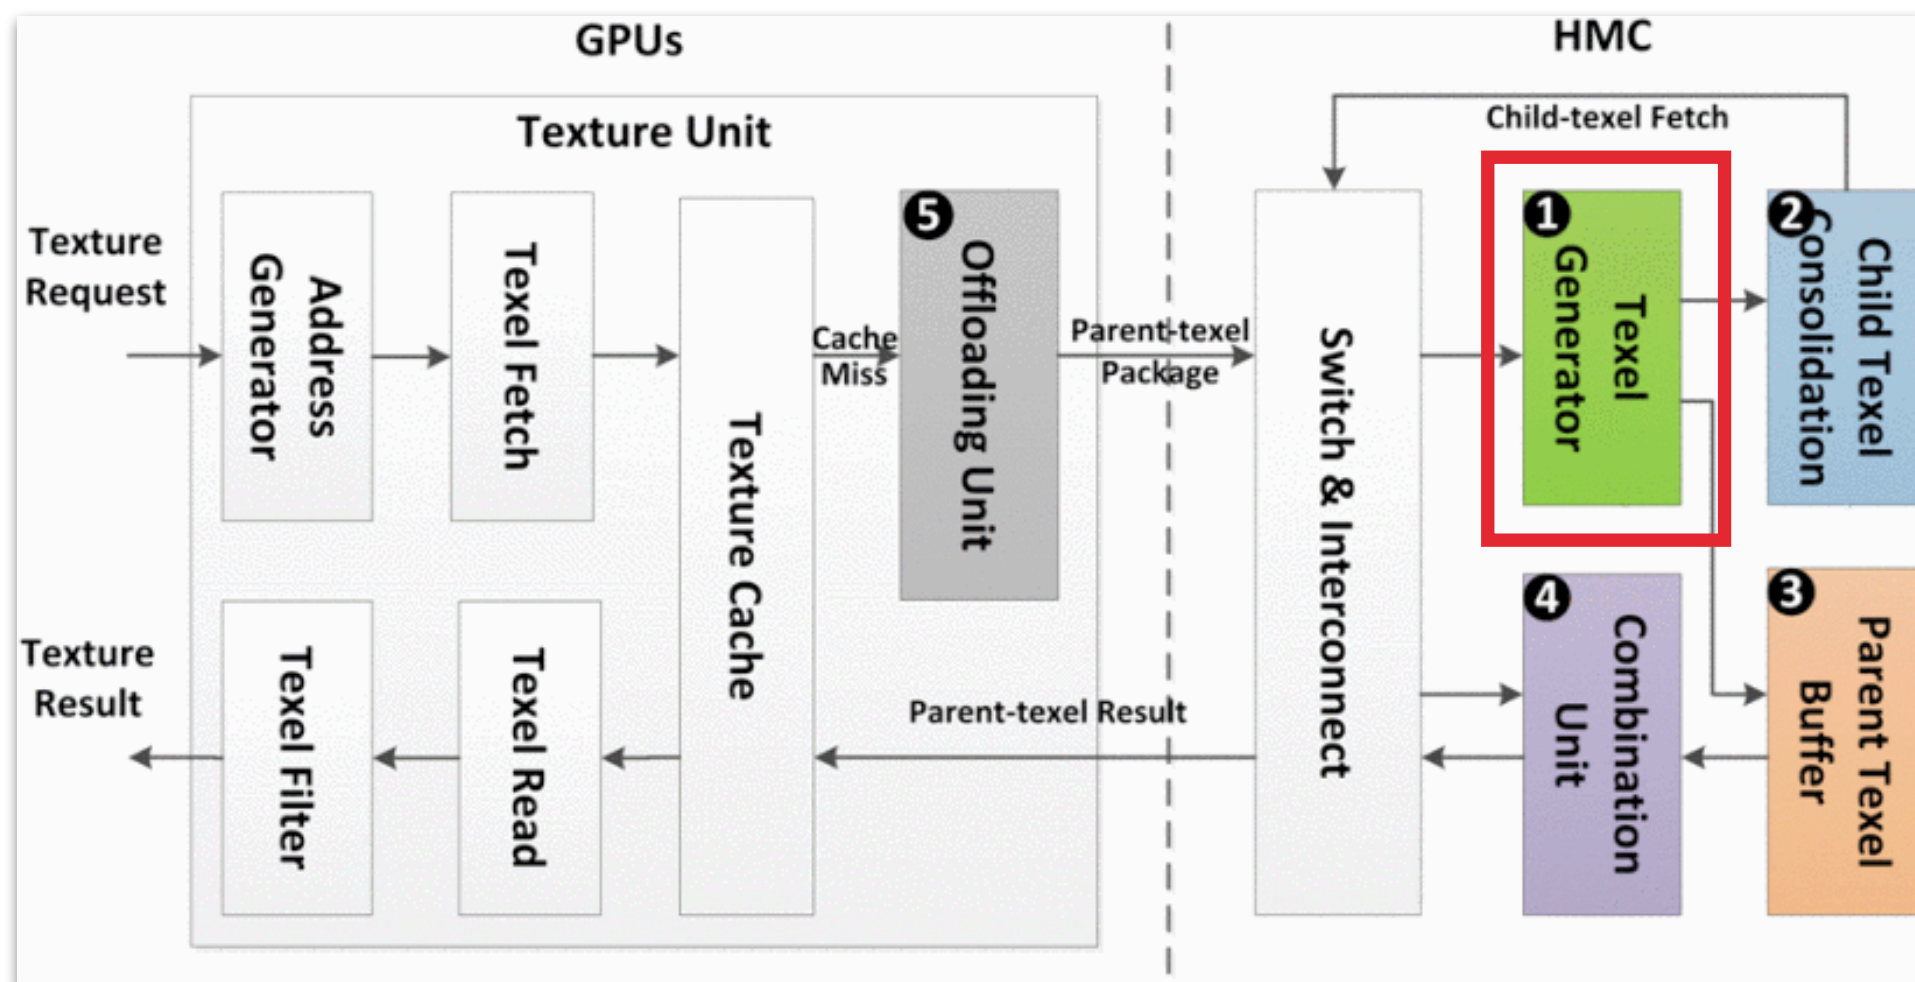 GPUs
HMC
Child-texel Fetch
Texture Unit
Texture
Request
Address
Generator
Texel Fetch
Texture Cache
Cache
Miss
5
Offloading Unit
Parent-texel
Package
Switch & Interconnect
1
Texel
Generator
2
Child Texel
Consolidation
3
Parent Texel
Buffer
4
Combination
Unit
Parent-texel Result
Texel Read
Texel Filter
Texture
Result